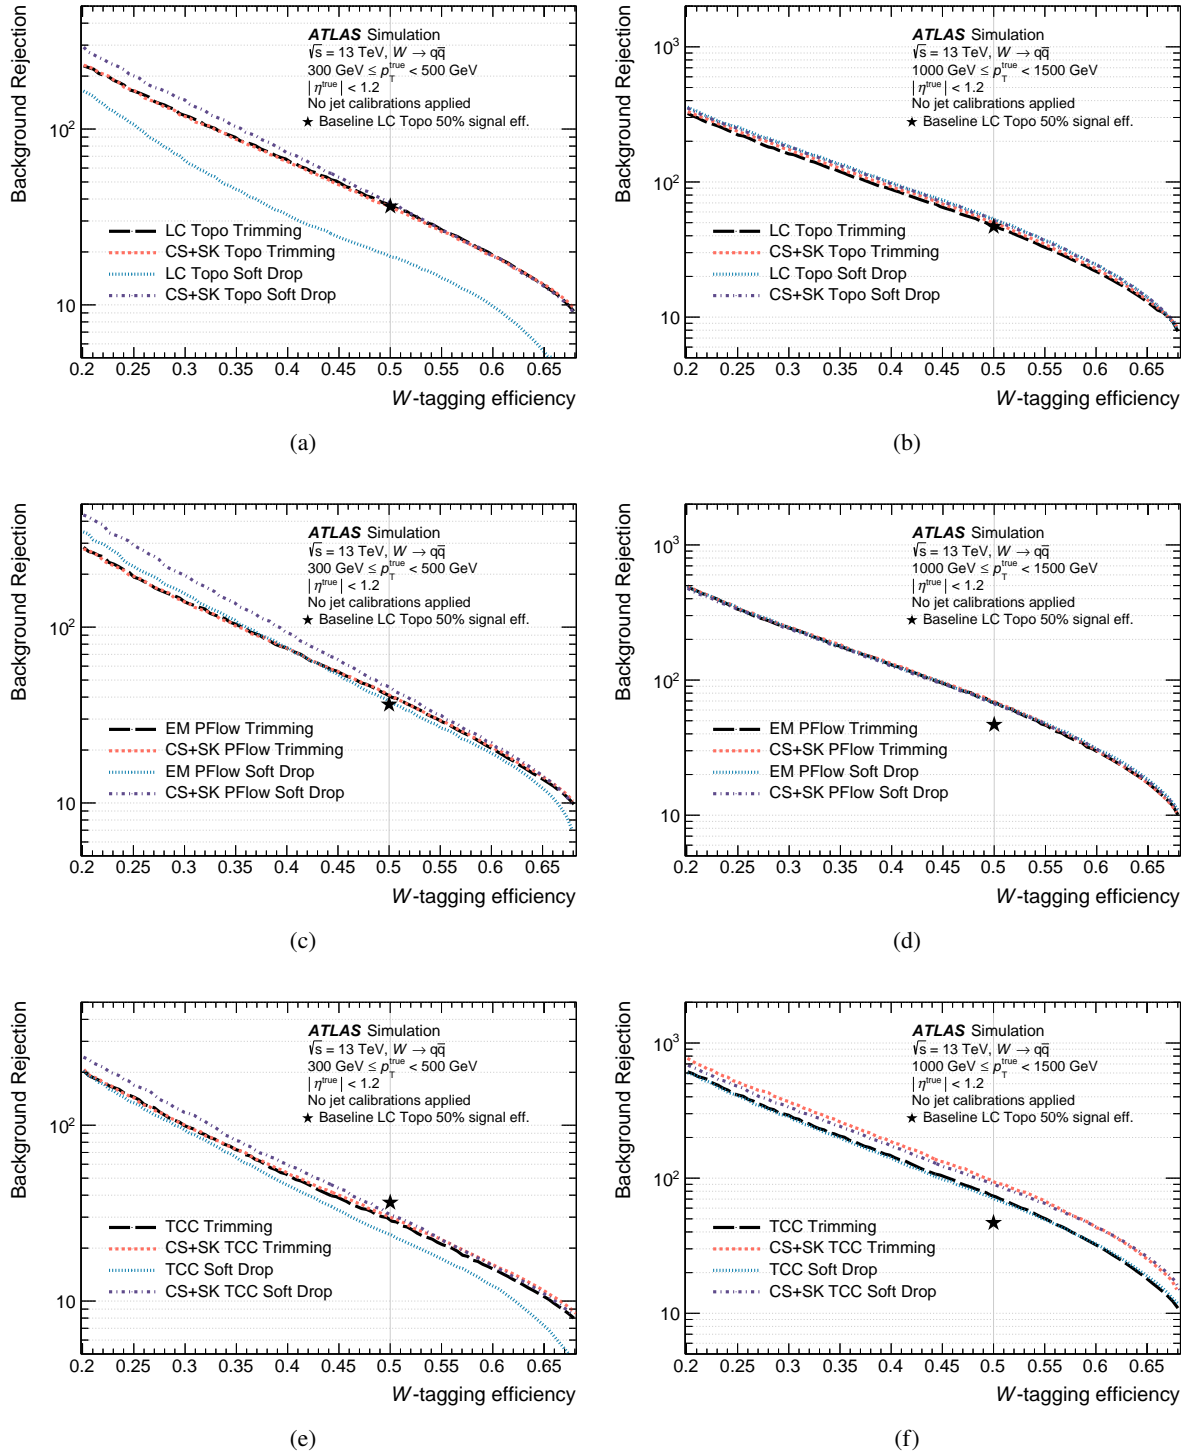 Background Rejection
10²
10
ATLAS Simulation
√s = 13 TeV, W → qq̅
300 GeV ≤ p_T^true < 500 GeV
| η^true | < 1.2
No jet calibrations applied
★ Baseline LC Topo 50% signal eff.
LC Topo Trimming
CS+SK Topo Trimming
LC Topo Soft Drop
CS+SK Topo Soft Drop
0.2 0.25 0.3 0.35 0.4 0.45 0.5 0.55 0.6 0.65
W-tagging efficiency
(a)
Background Rejection
10³
10²
10
ATLAS Simulation
√s = 13 TeV, W → qq̅
1000 GeV ≤ p_T^true < 1500 GeV
| η^true | < 1.2
No jet calibrations applied
★ Baseline LC Topo 50% signal eff.
LC Topo Trimming
CS+SK Topo Trimming
LC Topo Soft Drop
CS+SK Topo Soft Drop
0.2 0.25 0.3 0.35 0.4 0.45 0.5 0.55 0.6 0.65
W-tagging efficiency
(b)
Background Rejection
10²
10
ATLAS Simulation
√s = 13 TeV, W → qq̅
300 GeV ≤ p_T^true < 500 GeV
| η^true | < 1.2
No jet calibrations applied
★ Baseline LC Topo 50% signal eff.
EM PFlow Trimming
CS+SK PFlow Trimming
EM PFlow Soft Drop
CS+SK PFlow Soft Drop
0.2 0.25 0.3 0.35 0.4 0.45 0.5 0.55 0.6 0.65
W-tagging efficiency
(c)
Background Rejection
10³
10²
10
ATLAS Simulation
√s = 13 TeV, W → qq̅
1000 GeV ≤ p_T^true < 1500 GeV
| η^true | < 1.2
No jet calibrations applied
★ Baseline LC Topo 50% signal eff.
EM PFlow Trimming
CS+SK PFlow Trimming
EM PFlow Soft Drop
CS+SK PFlow Soft Drop
0.2 0.25 0.3 0.35 0.4 0.45 0.5 0.55 0.6 0.65
W-tagging efficiency
(d)
Background Rejection
10²
10
ATLAS Simulation
√s = 13 TeV, W → qq̅
300 GeV ≤ p_T^true < 500 GeV
| η^true | < 1.2
No jet calibrations applied
★ Baseline LC Topo 50% signal eff.
TCC Trimming
CS+SK TCC Trimming
TCC Soft Drop
CS+SK TCC Soft Drop
0.2 0.25 0.3 0.35 0.4 0.45 0.5 0.55 0.6 0.65
W-tagging efficiency
(e)
Background Rejection
10³
10²
10
ATLAS Simulation
√s = 13 TeV, W → qq̅
1000 GeV ≤ p_T^true < 1500 GeV
| η^true | < 1.2
No jet calibrations applied
★ Baseline LC Topo 50% signal eff.
TCC Trimming
CS+SK TCC Trimming
TCC Soft Drop
CS+SK TCC Soft Drop
0.2 0.25 0.3 0.35 0.4 0.45 0.5 0.55 0.6 0.65
W-tagging efficiency
(f)